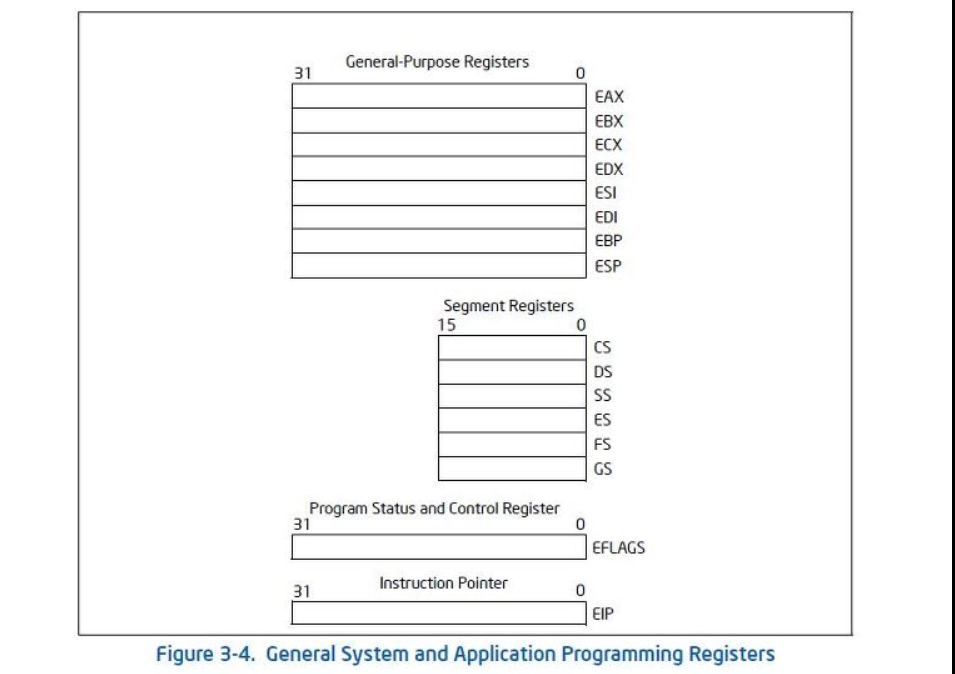 General-Purpose Registers
31 0
EAX
EBX
ECX
EDX
ESI
EDI
EBP
ESP
Segment Registers
15 0
CS
DS
SS
ES
FS
GS
Program Status and Control Register
31 0
EFLAGS
Instruction Pointer
31 0
EIP
Figure 3-4. General System and Application Programming Registers